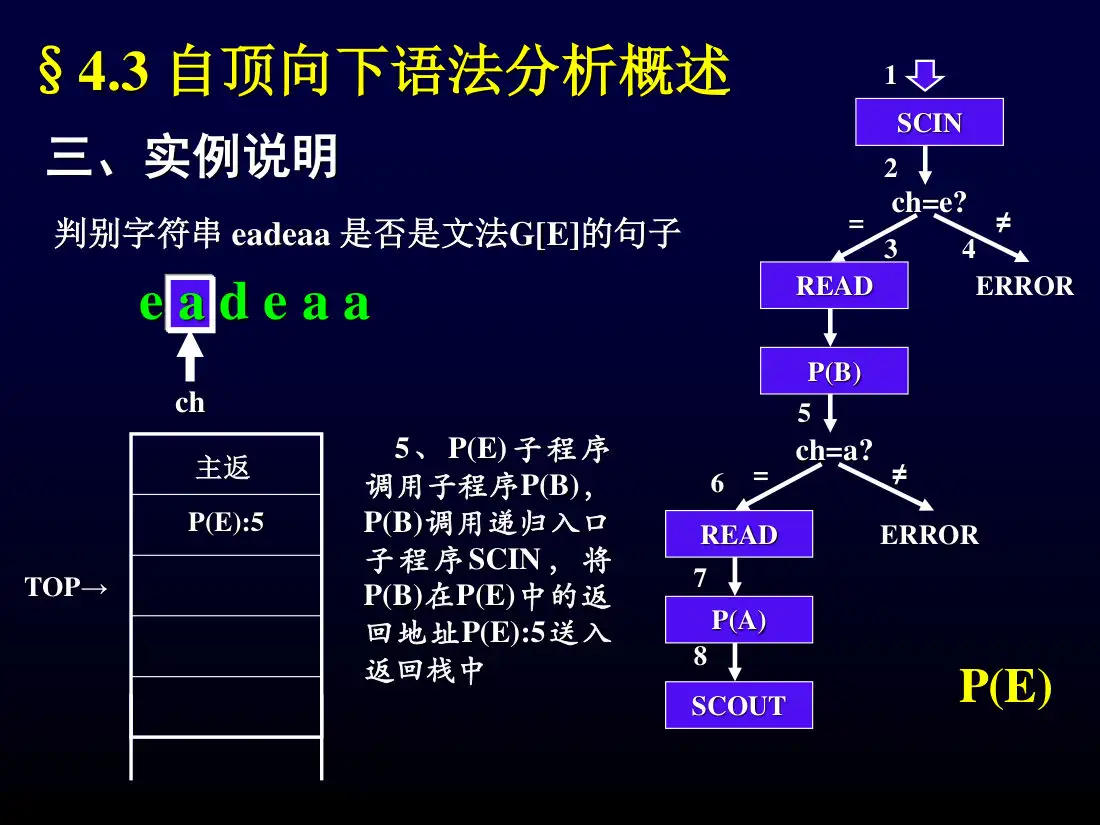 §4.3 自顶向下语法分析概述
三、实例说明
判别字符串 eadeaa 是否是文法G[E]的句子
e a d e a a
ch
主返
P(E):5
TOP→
5、P(E)子程序
调用子程序P(B)，
P(B)调用递归入口
子程序SCIN，将
P(B)在P(E)中的返
回地址P(E):5送入
返回栈中
1
SCIN
2
ch=e?
= ≠
3 4
READ ERROR
P(B)
5
ch=a?
6 = ≠
READ ERROR
7
P(A)
8
SCOUT
P(E)